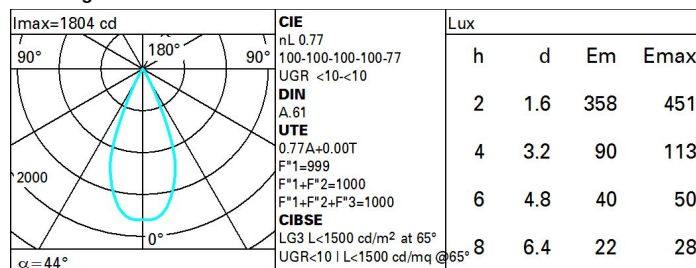 Imax=1804 cd
90° 180° 90°
2000
0°
α=44°
CIE
nL 0.77
100-100-100-100-77
UGR <10-<10
DIN
A.61
UTE
0.77A+0.00T
F"1=999
F"1+F"2=1000
F"1+F"2+F"3=1000
CIBSE
LG3 L<1500 cd/m² at 65°
UGR<10 | L<1500 cd/mq @65°
Lux
h d Em Emax
2 1.6 358 451
4 3.2 90 113
6 4.8 40 50
8 6.4 22 28